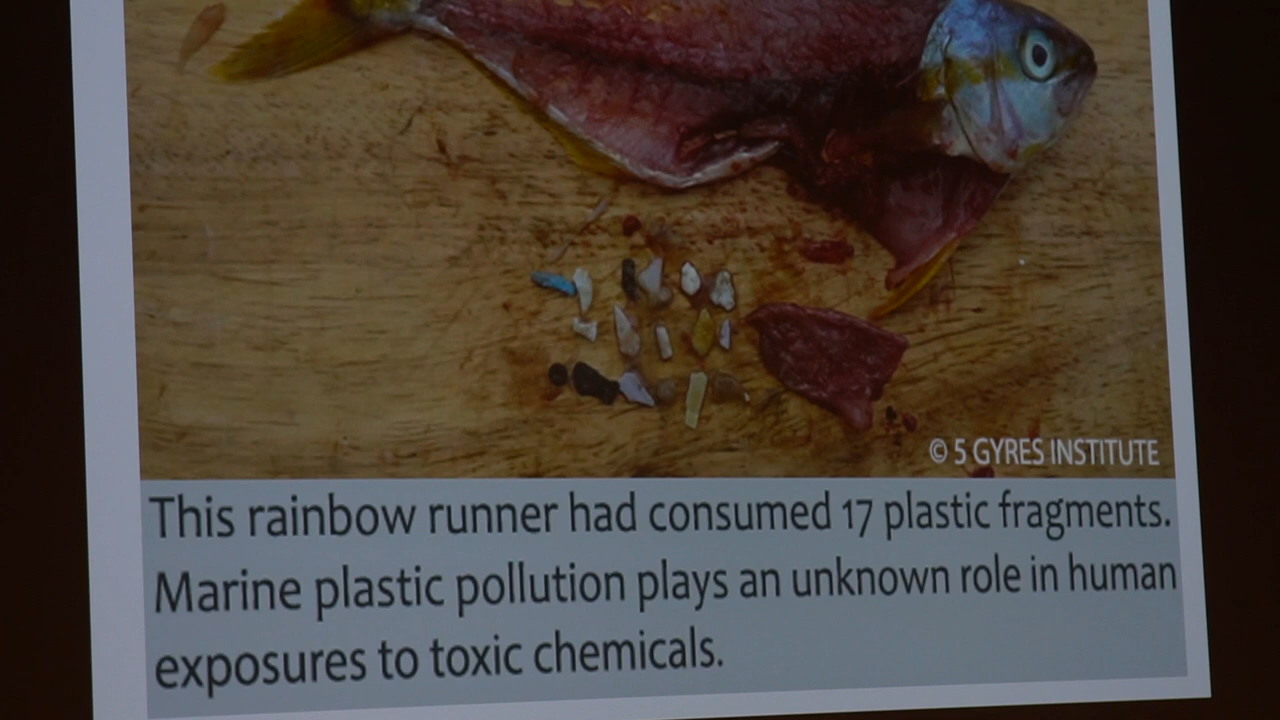 © 5 GYRES INSTITUTE
This rainbow runner had consumed 17 plastic fragments.
Marine plastic pollution plays an unknown role in human
exposures to toxic chemicals.